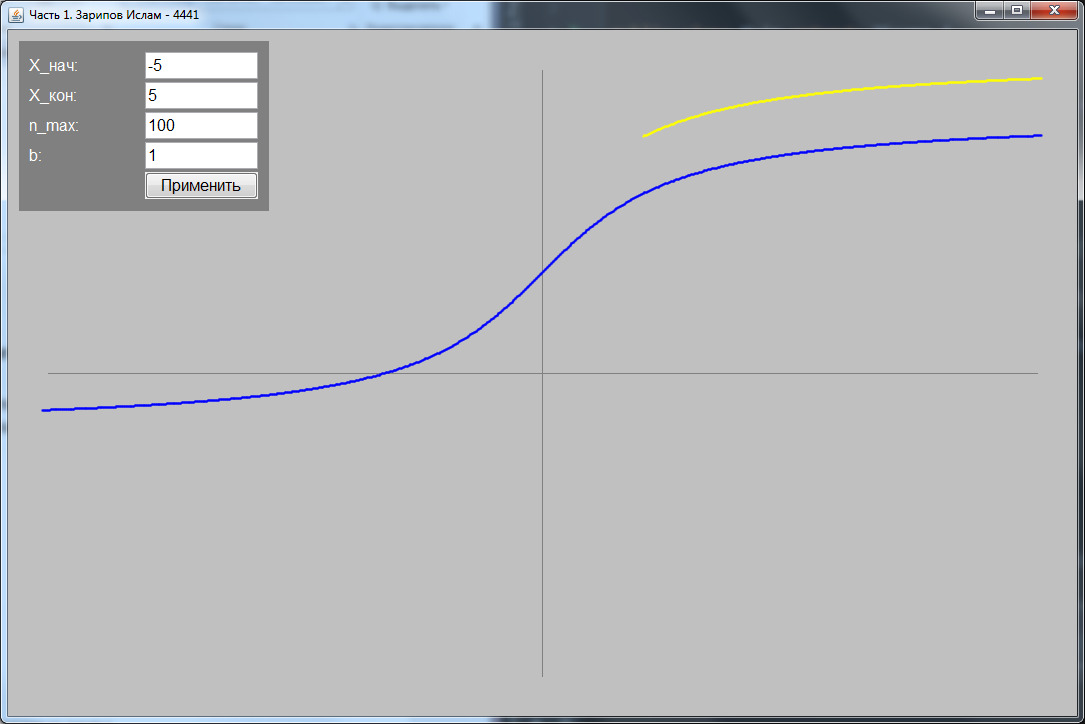 Часть 1. Зарипов Ислам - 4441
X_нач: -5
X_кон: 5
n_max: 100
b: 1
Применить